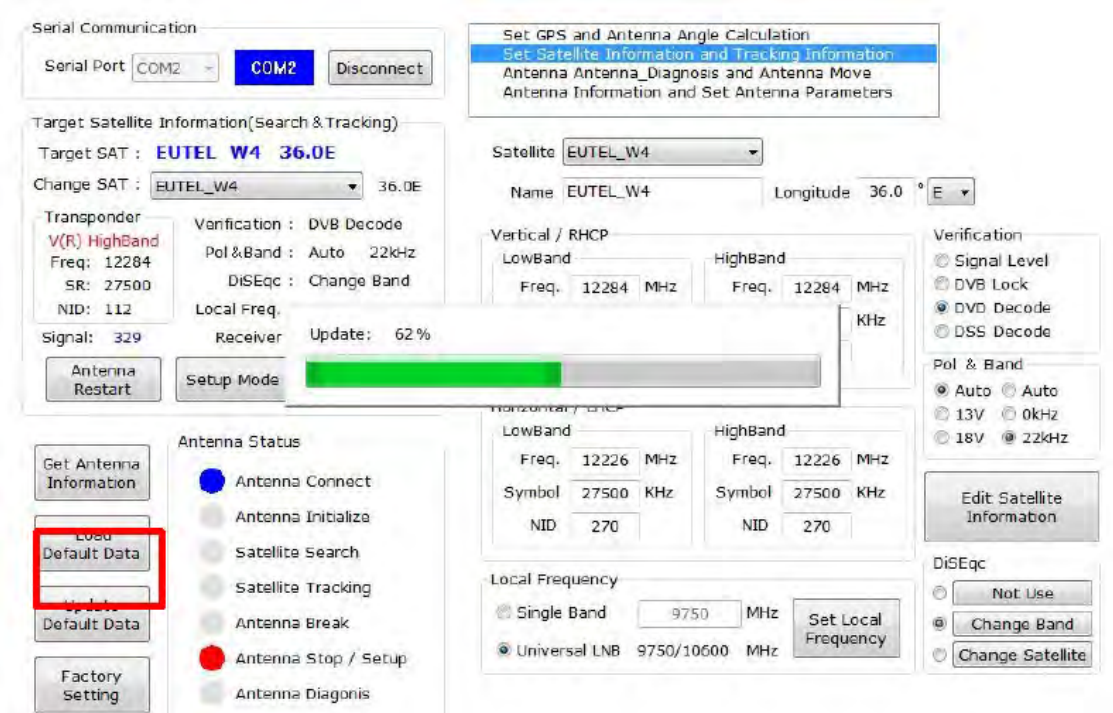 Serial Communication
Serial Port COM2 COM2 Disconnect
Set GPS and Antenna Angle Calculation
Set Satellite Information and Tracking Information
Antenna Antenna_Diagnosis and Antenna Move
Antenna Information and Set Antenna Parameters
Target Satellite Information(Search & Tracking)
Target SAT : EUTEL W4 36.0E
Change SAT : EUTEL_W4 36.0E
Transponder
V(R) HighBand
Freq: 12284
SR: 27500
NID: 112
Signal: 329
Verification : DVB Decode
Pol & Band : Auto 22kHz
DiSEqc : Change Band
Local Freq.
Receiver
Antenna Restart
Setup Mode
Update: 62%
Satellite EUTEL_W4
Name EUTEL_W4 Longitude 36.0 ° E
Vertical / RHCP
LowBand
Freq. 12284 MHz
HighBand
Freq. 12284 MHz
KHz
Horizontal / LHCP
LowBand
Freq. 12226 MHz
Symbol 27500 KHz
NID 270
HighBand
Freq. 12226 MHz
Symbol 27500 KHz
NID 270
Local Frequency
Single Band 9750 MHz
Universal LNB 9750/10600 MHz
Set Local
Frequency
Verification
Signal Level
DVB Lock
DVD Decode
DSS Decode
Pol & Band
Auto Auto
13V 0kHz
18V 22kHz
Edit Satellite
Information
DiSEqc
Not Use
Change Band
Change Satellite
Get Antenna
Information
Load
Default Data
Update
Default Data
Factory
Setting
Antenna Status
Antenna Connect
Antenna Initialize
Satellite Search
Satellite Tracking
Antenna Break
Antenna Stop / Setup
Antenna Diagonis